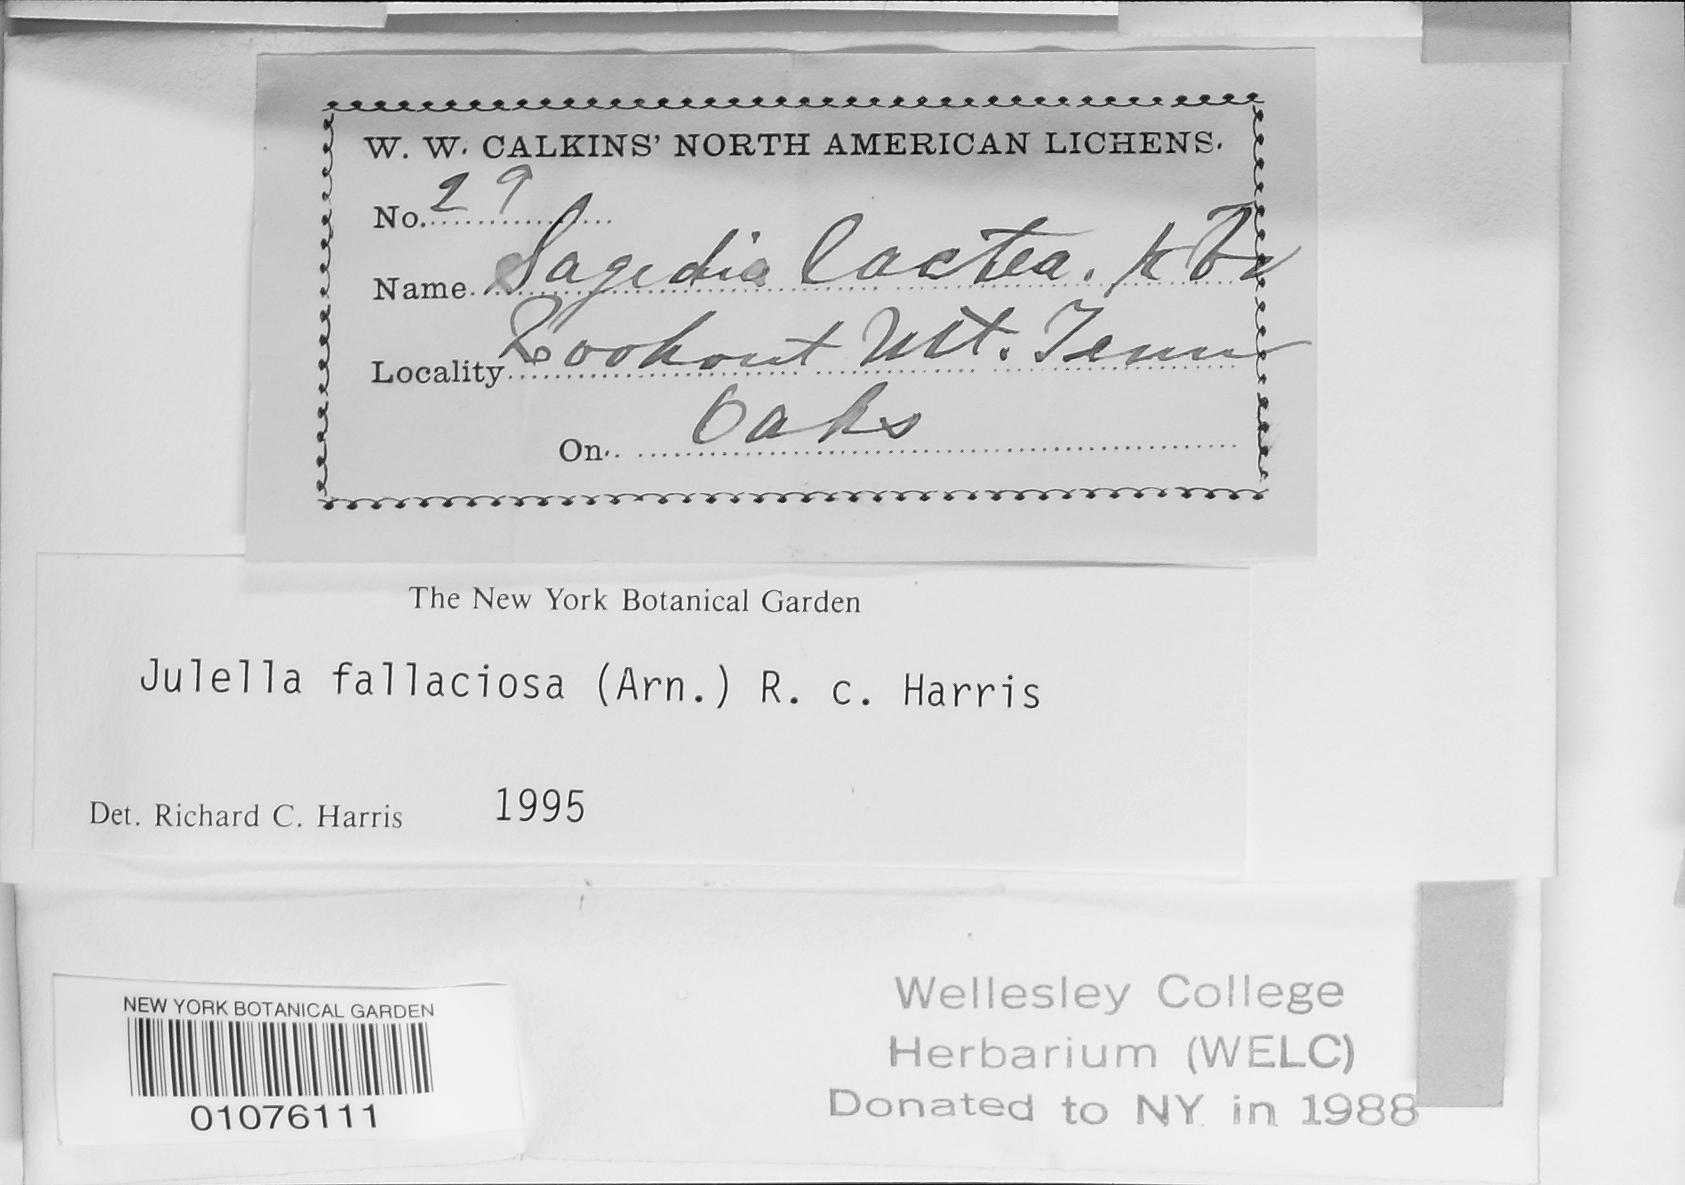 W. W. CALKINS' NORTH AMERICAN LICHENS.
No. 29
Name Sagedia lactea. Kbr
Locality Lookout Mt. Tenn
On Oaks
The New York Botanical Garden
Julella fallaciosa (Arn.) R. c. Harris
Det. Richard C. Harris 1995
NEW YORK BOTANICAL GARDEN
01076111
Wellesley College
Herbarium (WELC)
Donated to NY in 1988